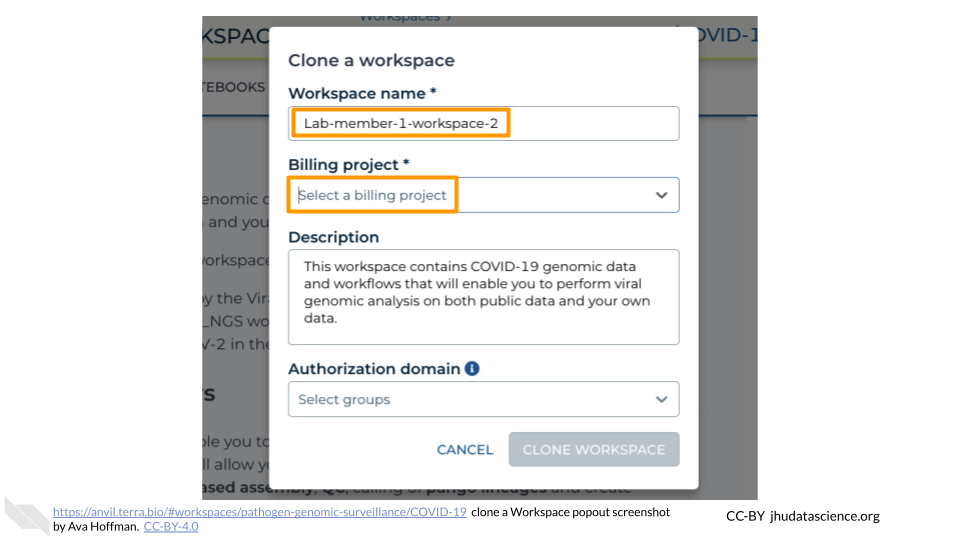 Workspaces ›
KSPAC
OVID-1
TEBOOKS
Clone a workspace
Workspace name *
Lab-member-1-workspace-2
Billing project *
Select a billing project
enomic c
and you
Description
This workspace contains COVID-19 genomic data
and workflows that will enable you to perform viral
genomic analysis on both public data and your own
data.
vorkspace
by the Vir
_NGS wo
V-2 in the
Authorization domain
Select groups
'S
CANCEL
CLONE WORKSPACE
ble you to
ll allow yo
ased assembly, QC, calling of pango lineages and create
https://anvil.terra.bio/#workspaces/pathogen-genomic-surveillance/COVID-19 clone a Workspace popout screenshot
by Ava Hoffman. CC-BY-4.0
CC-BY jhudatascience.org